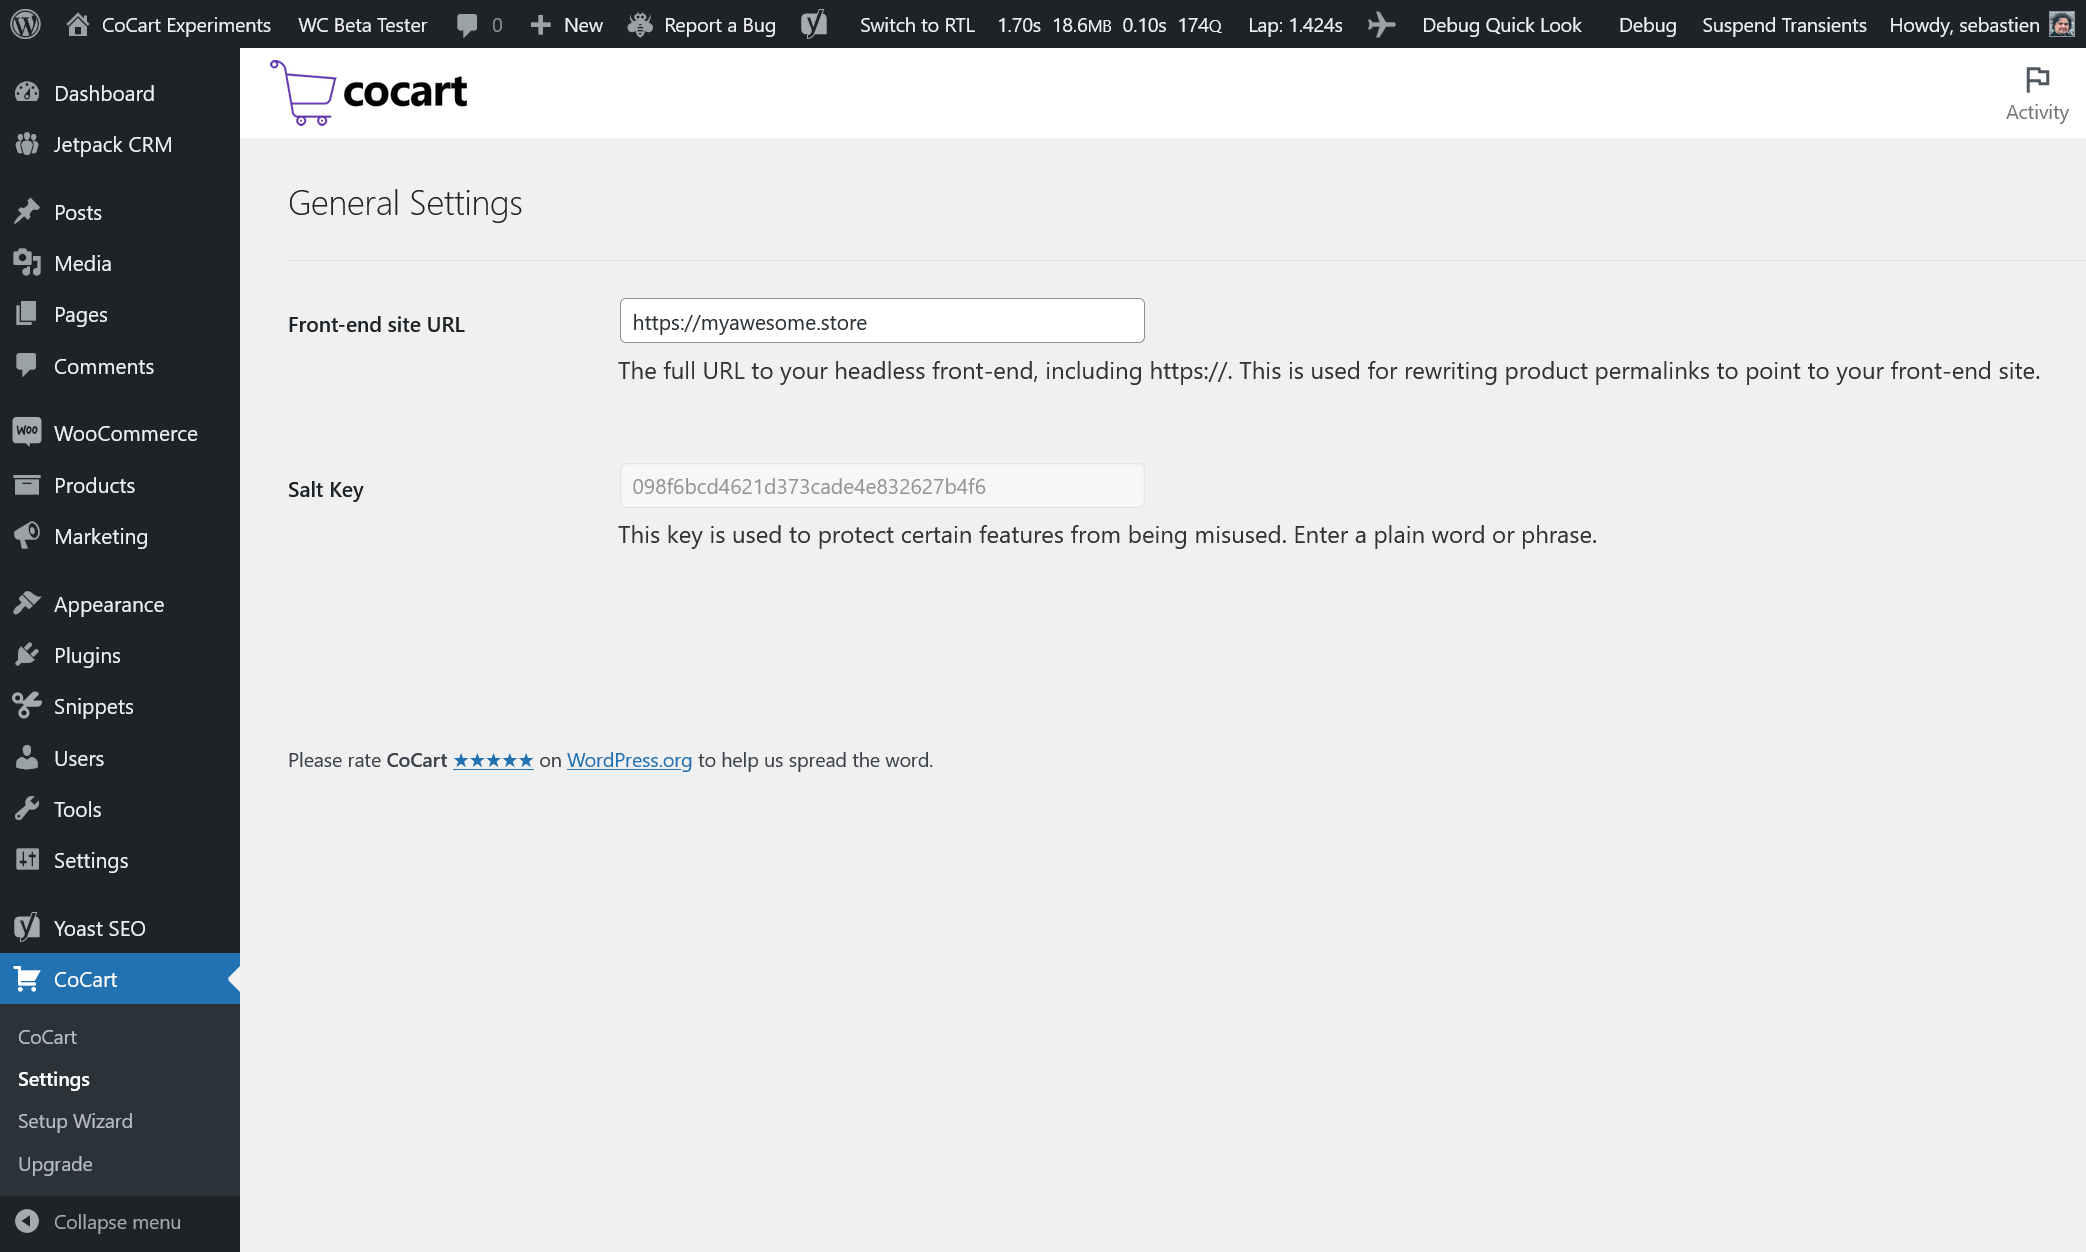 CoCart Experiments WC Beta Tester 0 New Report a Bug Switch to RTL 1.70s 18.6MB 0.10s 174Q Lap: 1.424s Debug Quick Look Debug Suspend Transients Howdy, sebastien
cocart
Activity
Dashboard
Jetpack CRM
Posts
Media
Pages
Comments
Woo WooCommerce
Products
Marketing
Appearance
Plugins
Snippets
Users
Tools
Settings
Yoast SEO
CoCart
CoCart
Settings
Setup Wizard
Upgrade
Collapse menu
General Settings
Front-end site URL
https://myawesome.store
The full URL to your headless front-end, including https://. This is used for rewriting product permalinks to point to your front-end site.
Salt Key
098f6bcd4621d373cade4e832627b4f6
This key is used to protect certain features from being misused. Enter a plain word or phrase.
Please rate CoCart ★★★★★ on WordPress.org to help us spread the word.